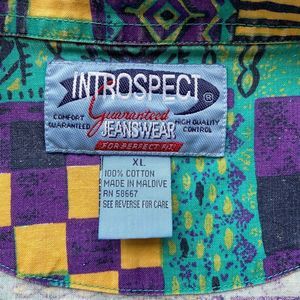 INTROSPECT®
COMFORT GUARANTEED
Guaranteed
HIGH QUALITY CONTROL
JEANSWEAR
FOR PERFECT FIT
XL
100% COTTON
MADE IN MALDIVE
RN 58667
SEE REVERSE FOR CARE